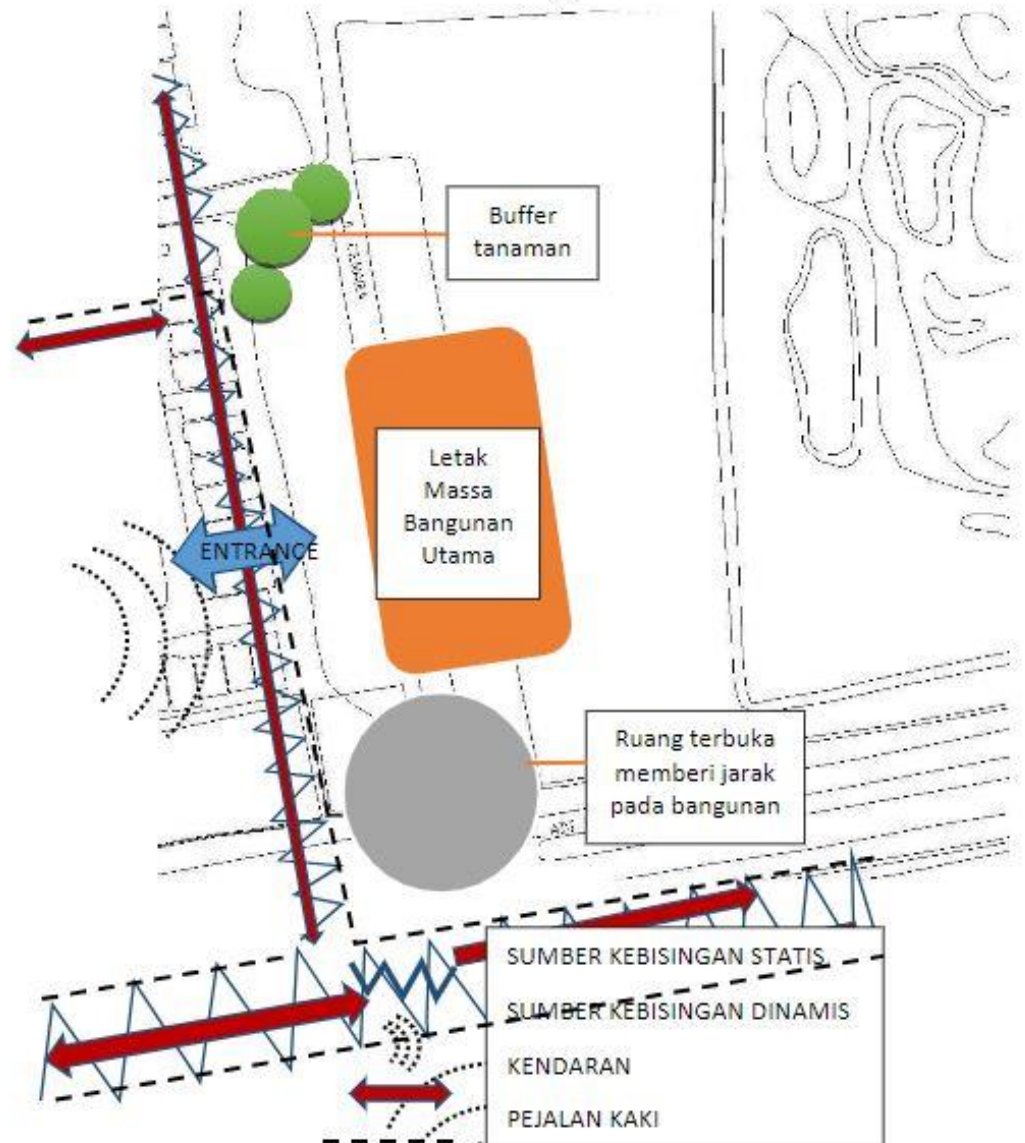 Buffer
tanaman
Letak
Massa
Bangunan
Utama
ENTRANCE
Ruang terbuka
memberi jarak
pada bangunan
SUMBER KEBISINGAN STATIS
SUMBER KEBISINGAN DINAMIS
KENDARAN
PEJALAN KAKI